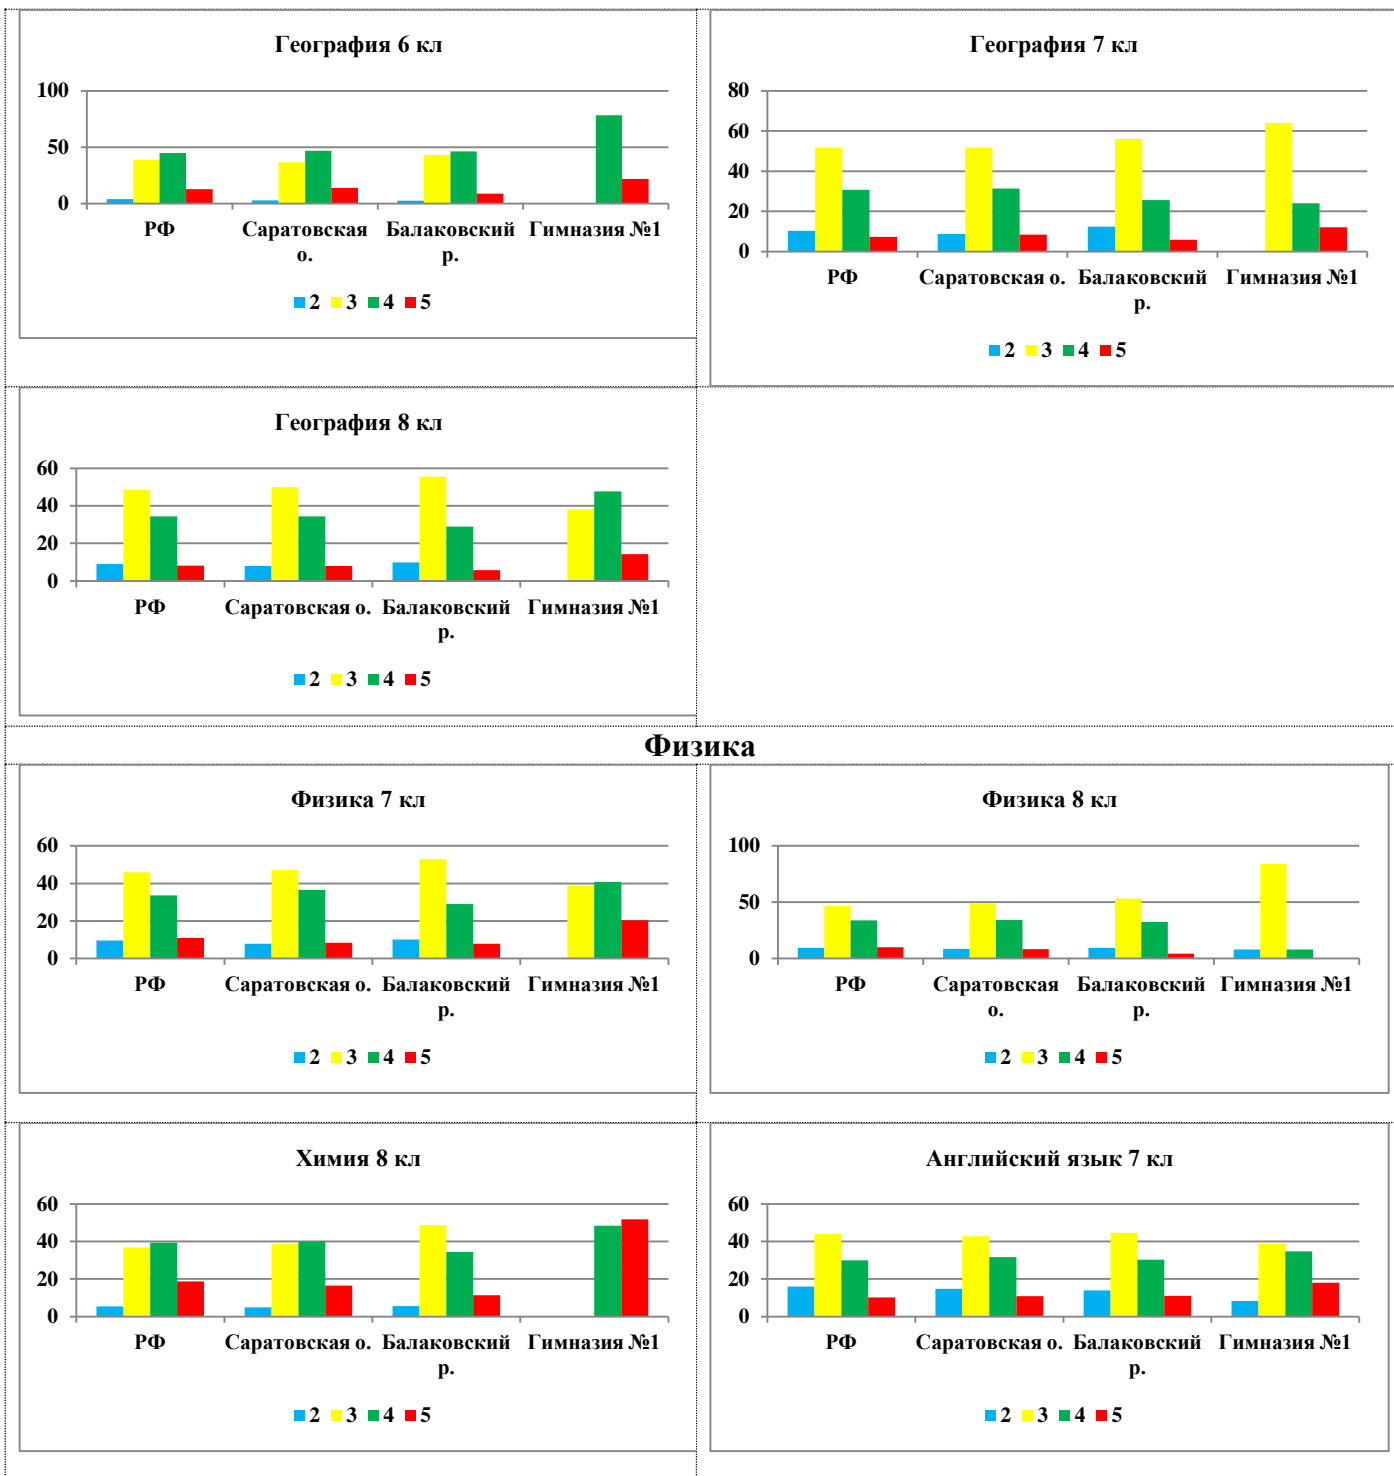 География 6 кл
100
50
0
РФ
Саратовская о.
Балаковский р.
Гимназия №1
2 3 4 5
География 7 кл
80
60
40
20
0
РФ
Саратовская о.
Балаковский р.
Гимназия №1
2 3 4 5
География 8 кл
60
40
20
0
РФ
Саратовская о.
Балаковский р.
Гимназия №1
2 3 4 5
Физика
Физика 7 кл
60
40
20
0
РФ
Саратовская о.
Балаковский р.
Гимназия №1
2 3 4 5
Физика 8 кл
100
50
0
РФ
Саратовская о.
Балаковский р.
Гимназия №1
2 3 4 5
Химия 8 кл
60
40
20
0
РФ
Саратовская о.
Балаковский р.
Гимназия №1
2 3 4 5
Английский язык 7 кл
60
40
20
0
РФ
Саратовская о.
Балаковский р.
Гимназия №1
2 3 4 5